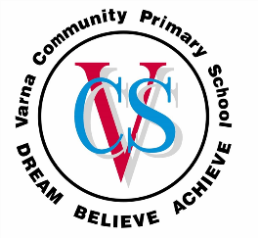 Varna Community Primary School
VCS
DREAM BELIEVE ACHIEVE